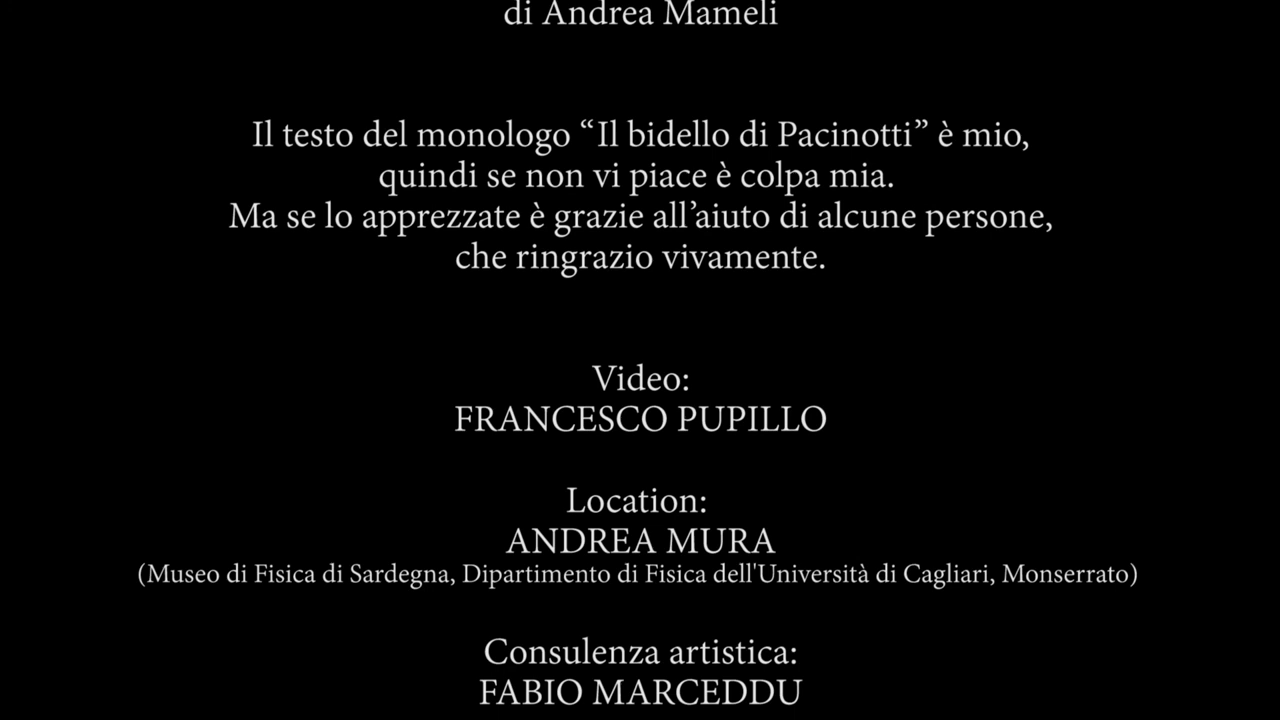 di Andrea Mameli
Il testo del monologo “Il bidello di Pacinotti” è mio,
quindi se non vi piace è colpa mia.
Ma se lo apprezzate è grazie all’aiuto di alcune persone,
che ringrazio vivamente.
Video:
FRANCESCO PUPILLO
Location:
ANDREA MURA
(Museo di Fisica di Sardegna, Dipartimento di Fisica dell'Università di Cagliari, Monserrato)
Consulenza artistica:
FABIO MARCEDDU